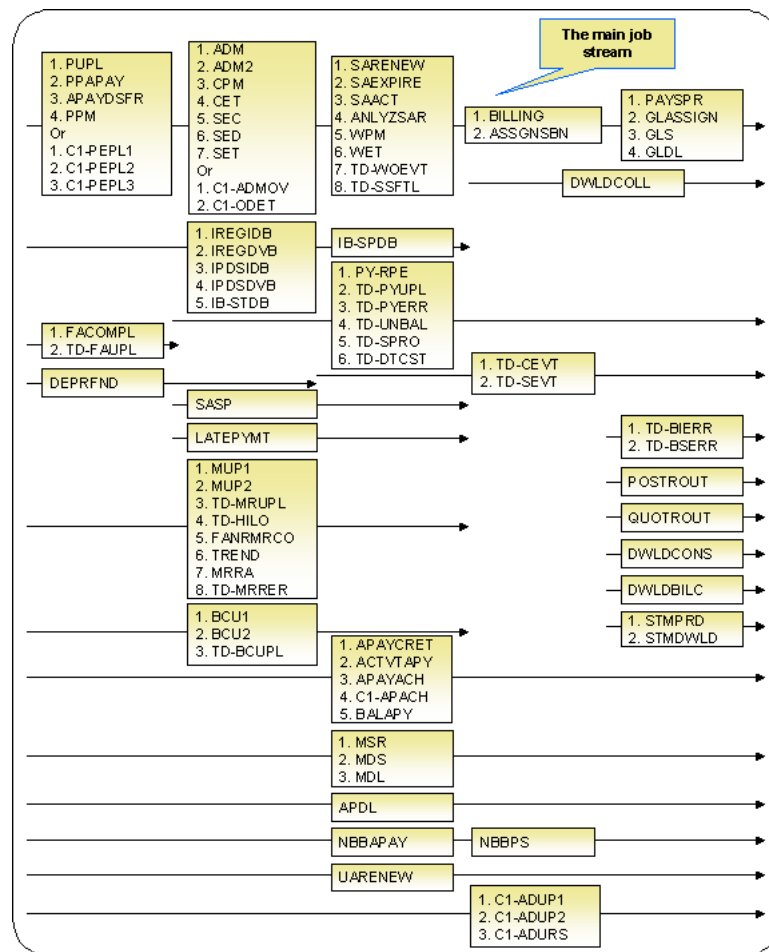 The main job
stream
1. PUPL
2. PPAPAY
3. APAYDSFR
4. PPM
Or
1. C1-PEPL1
2. C1-PEPL2
3. C1-PEPL3
1. ADM
2. ADM2
3. CPM
4. CET
5. SEC
6. SED
7. SET
Or
1. C1-ADMOV
2. C1-ODET
1. SARENEW
2. SAEXPIRE
3. SAACT
4. ANLYZSAR
5. WPM
6. WET
7. TD-WOEVT
8. TD-SSFTL
1. BILLING
2. ASSGNSBN
1. PAYSPR
2. GLASSIGN
3. GLS
4. GLDL
DWLDCOLL
1. IREGIDB
2. IREGDVB
3. IPDSIDB
4. IPDSDVB
5. IB-STDB
IB-SPDB
1. PY-RPE
2. TD-PYUPL
3. TD-PYERR
4. TD-UNBAL
5. TD-SPRO
6. TD-DTCST
1. FACOMPL
2. TD-FAUPL
DEPRFND
1. TD-CEVT
2. TD-SEVT
SASP
LATEPYMT
1. TD-BIERR
2. TD-BSERR
1. MUP1
2. MUP2
3. TD-MRUPL
4. TD-HILO
5. FANRMRCO
6. TREND
7. MRRA
8. TD-MRRER
POSTROUT
QUOTROUT
DWLDCONS
DWLDBILC
1. BCU1
2. BCU2
3. TD-BCUPL
1. STMPRD
2. STMDWLD
1. APAYCRET
2. ACTVTAPY
3. APAYACH
4. C1-APACH
5. BALAPY
1. MSR
2. MDS
3. MDL
APDL
NBBAPAY
NBBPS
UARENEW
1. C1-ADUP1
2. C1-ADUP2
3. C1-ADURS